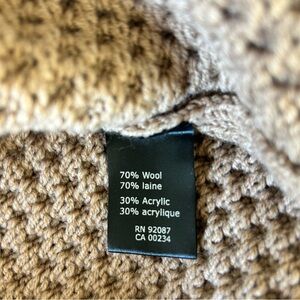 70% Wool
70% laine
30% Acrylic
30% acrylique
RN 92087
CA 00234